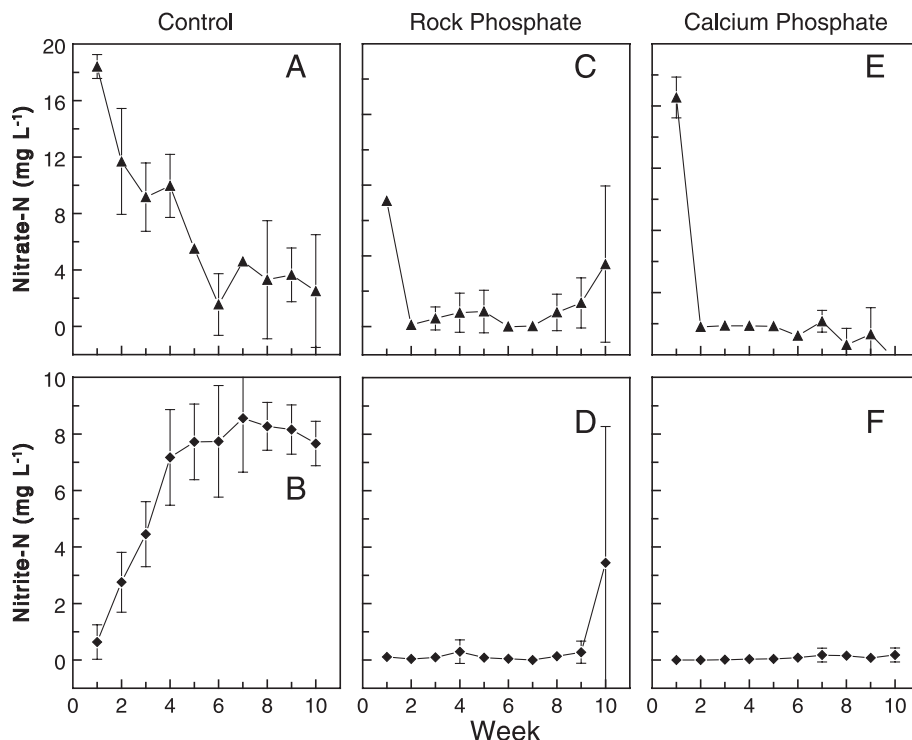 Control Rock Phosphate Calcium Phosphate
20
16
12
8
4
0
Nitrate-N (mg L-1)
A
C
E
10
8
6
4
2
0
Nitrite-N (mg L-1)
B
D
F
0 2 4 6 8 10 0 2 4 6 8 10 0 2 4 6 8 10
Week